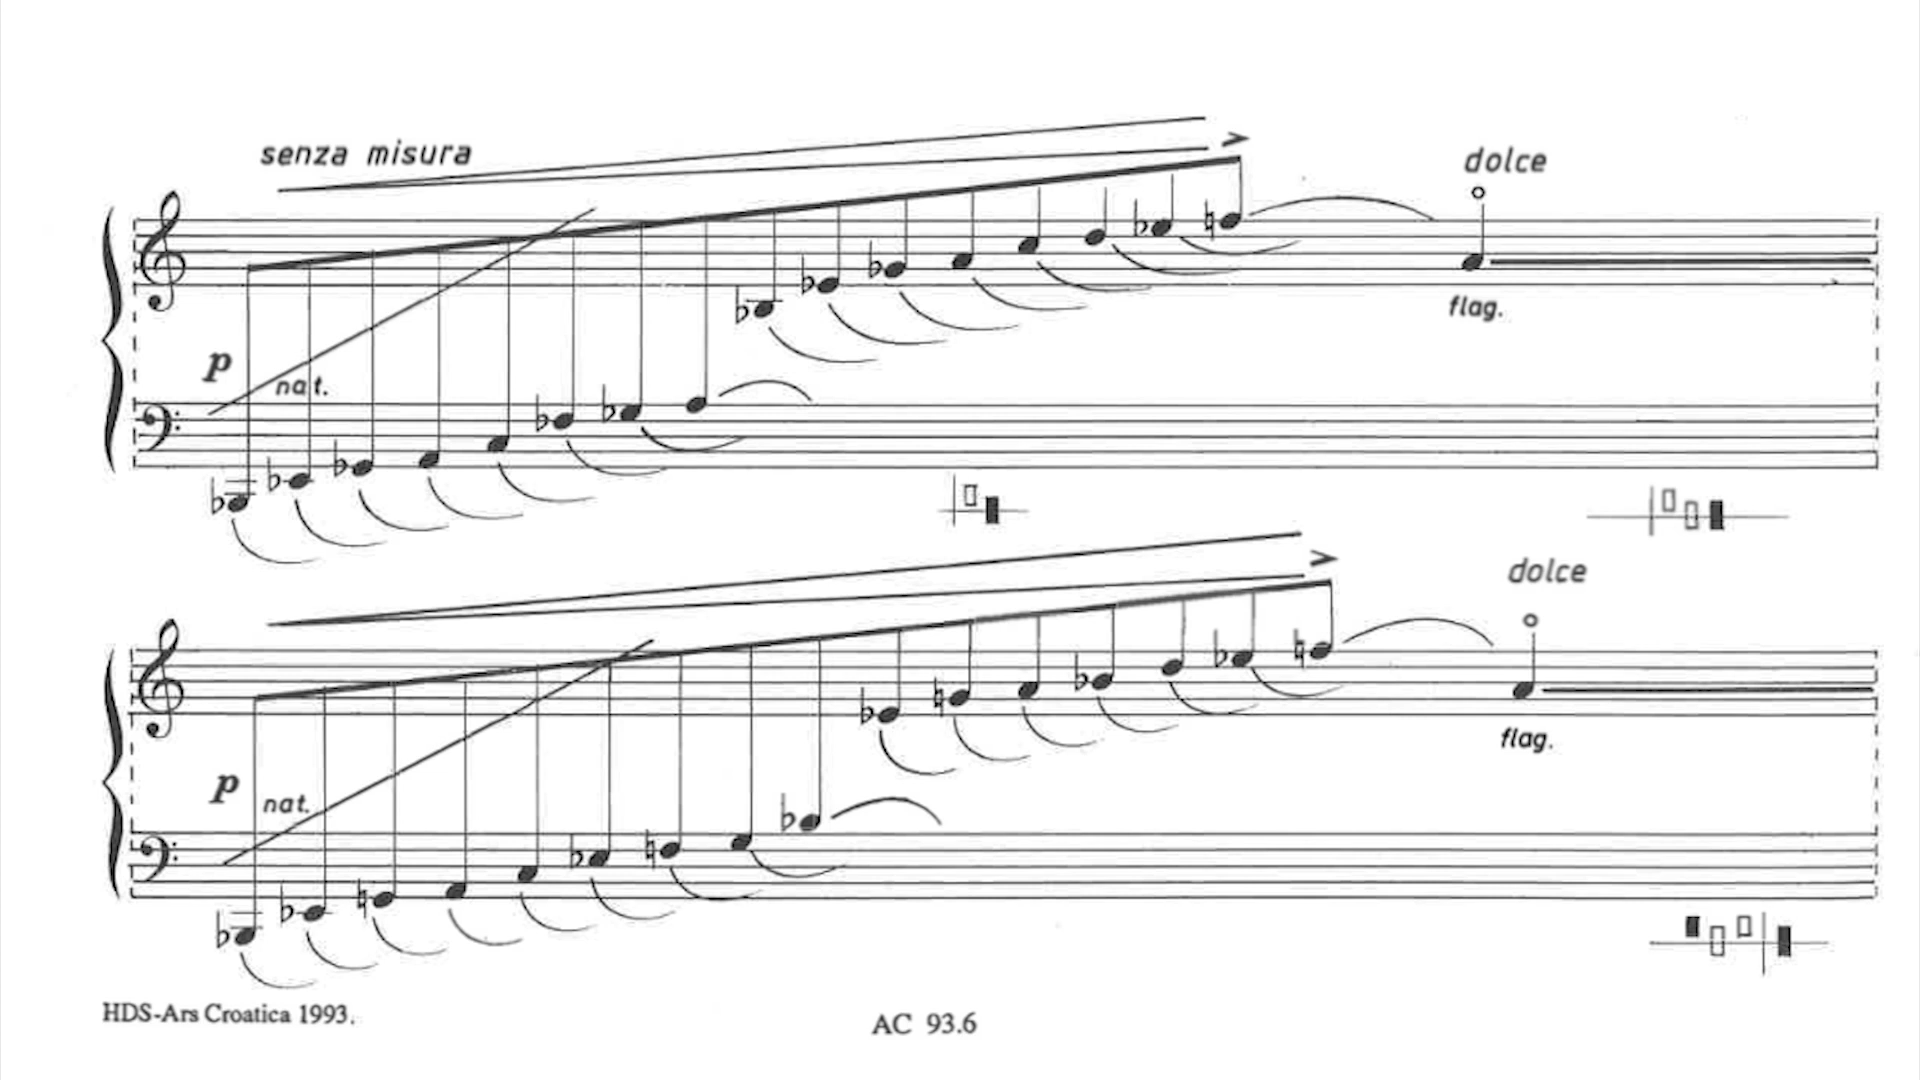 senza misura
dolce
flag.
p
nat.
dolce
flag.
p
nat.
HDS-Ars Croatica 1993.
AC 93.6